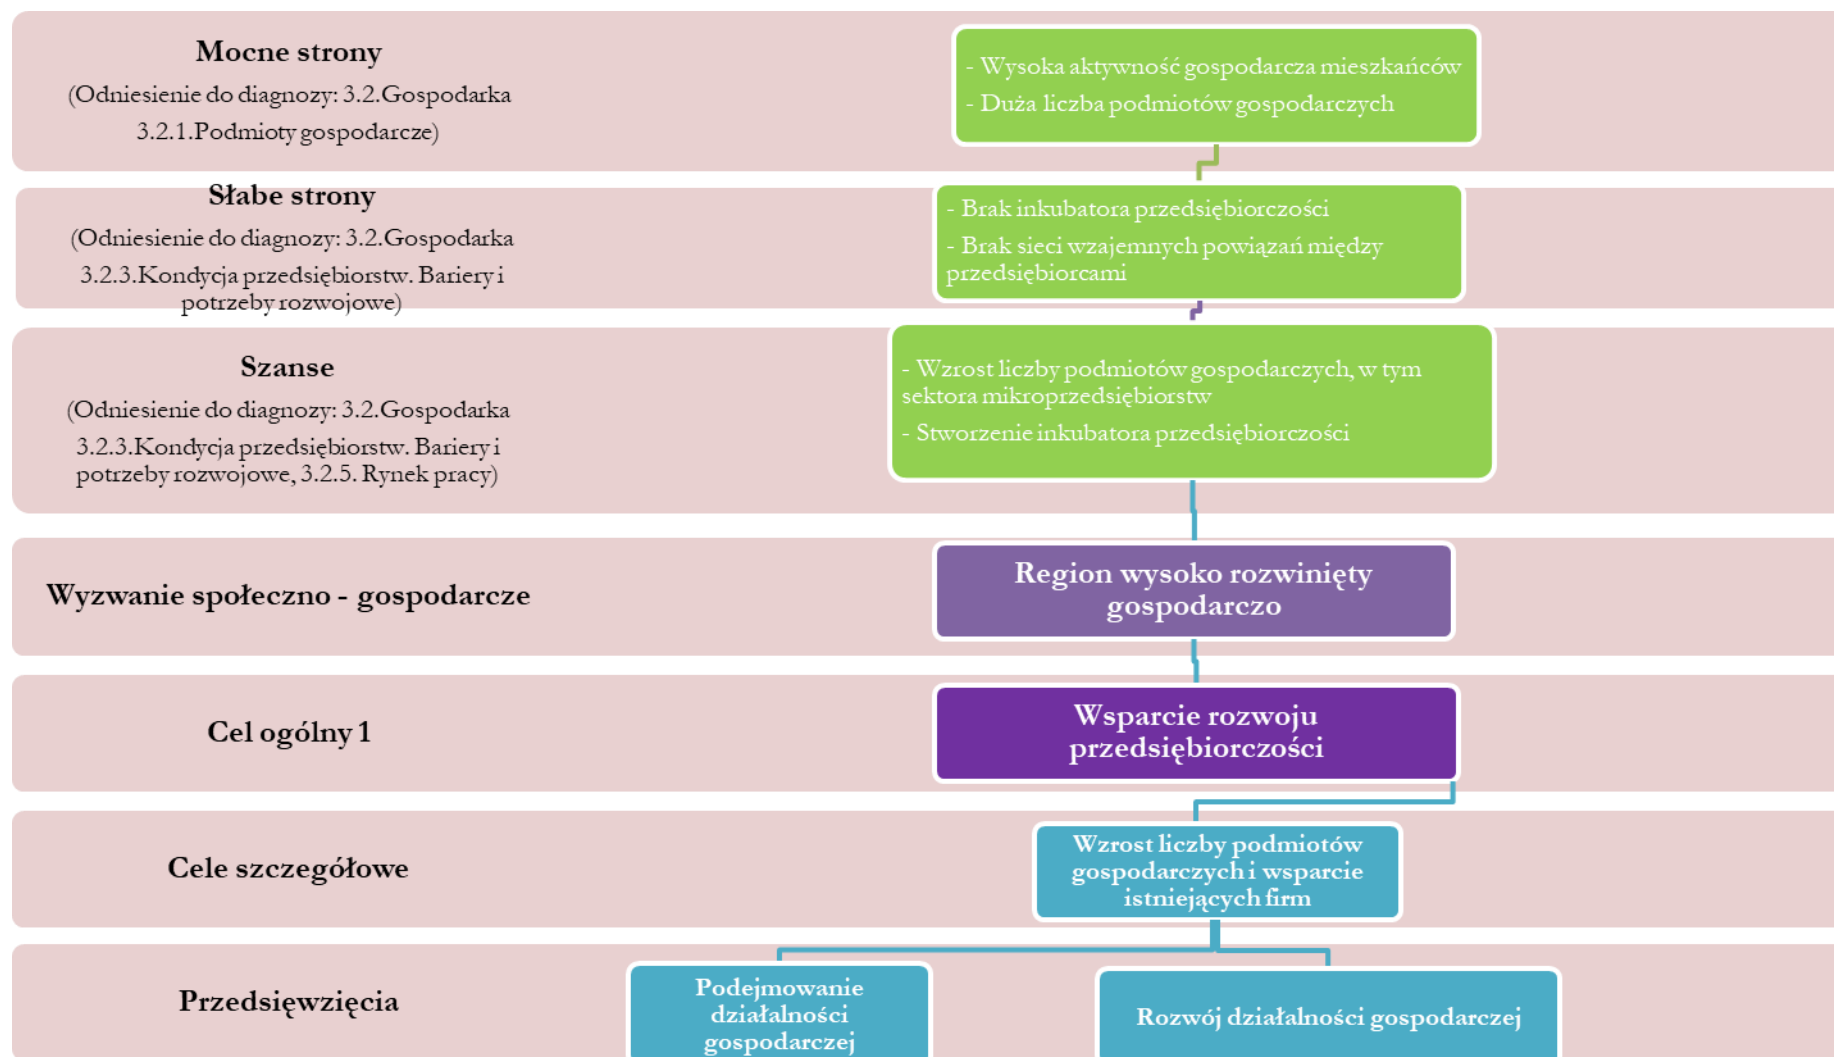 Mocne strony
(Odniesienie do diagnozy: 3.2.Gospodarka
3.2.1.Podmioty gospodarcze)
- Wysoka aktywność gospodarcza mieszkańców
- Duża liczba podmiotów gospodarczych
Słabe strony
(Odniesienie do diagnozy: 3.2.Gospodarka
3.2.3.Kondycja przedsiębiorstw. Bariery i
potrzeby rozwojowe)
- Brak inkubatora przedsiębiorczości
- Brak sieci wzajemnych powiązań między
przedsiębiorcami
Szanse
(Odniesienie do diagnozy: 3.2.Gospodarka
3.2.3.Kondycja przedsiębiorstw. Bariery i
potrzeby rozwojowe, 3.2.5. Rynek pracy)
- Wzrost liczby podmiotów gospodarczych, w tym
sektora mikroprzedsiębiorstw
- Stworzenie inkubatora przedsiębiorczości
Wyzwanie społeczno - gospodarcze
Region wysoko rozwinięty
gospodarczo
Cel ogólny 1
Wsparcie rozwoju
przedsiębiorczości
Cele szczegółowe
Wzrost liczby podmiotów
gospodarczych i wsparcie
istniejących firm
Przedsięwzięcia
Podejmowanie
działalności
gospodarczej
Rozwój działalności gospodarczej